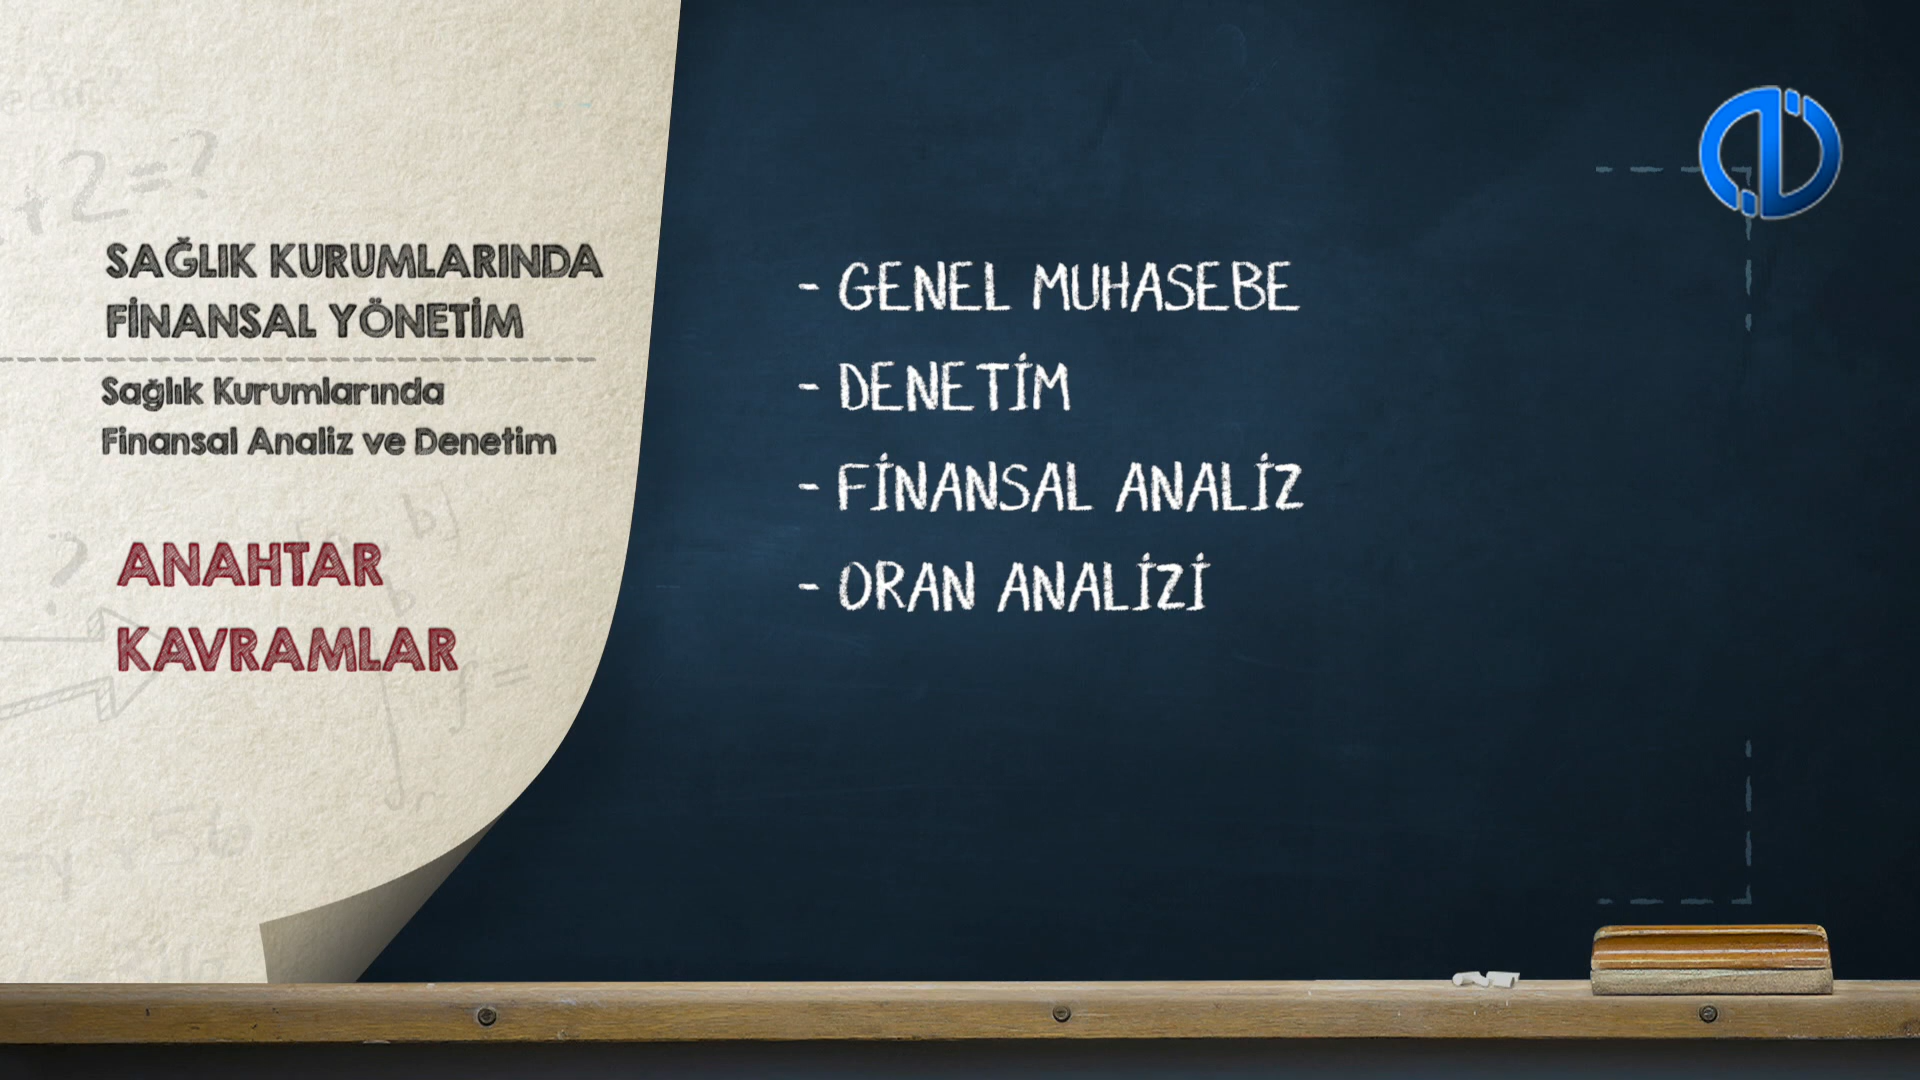 SAĞLIK KURUMLARINDA
FİNANSAL YÖNETİM
Sağlık Kurumlarında
Finansal Analiz ve Denetim
ANAHTAR
KAVRAMLAR
- GENEL MUHASEBE
- DENETİM
- FİNANSAL ANALİZ
- ORAN ANALİZİ